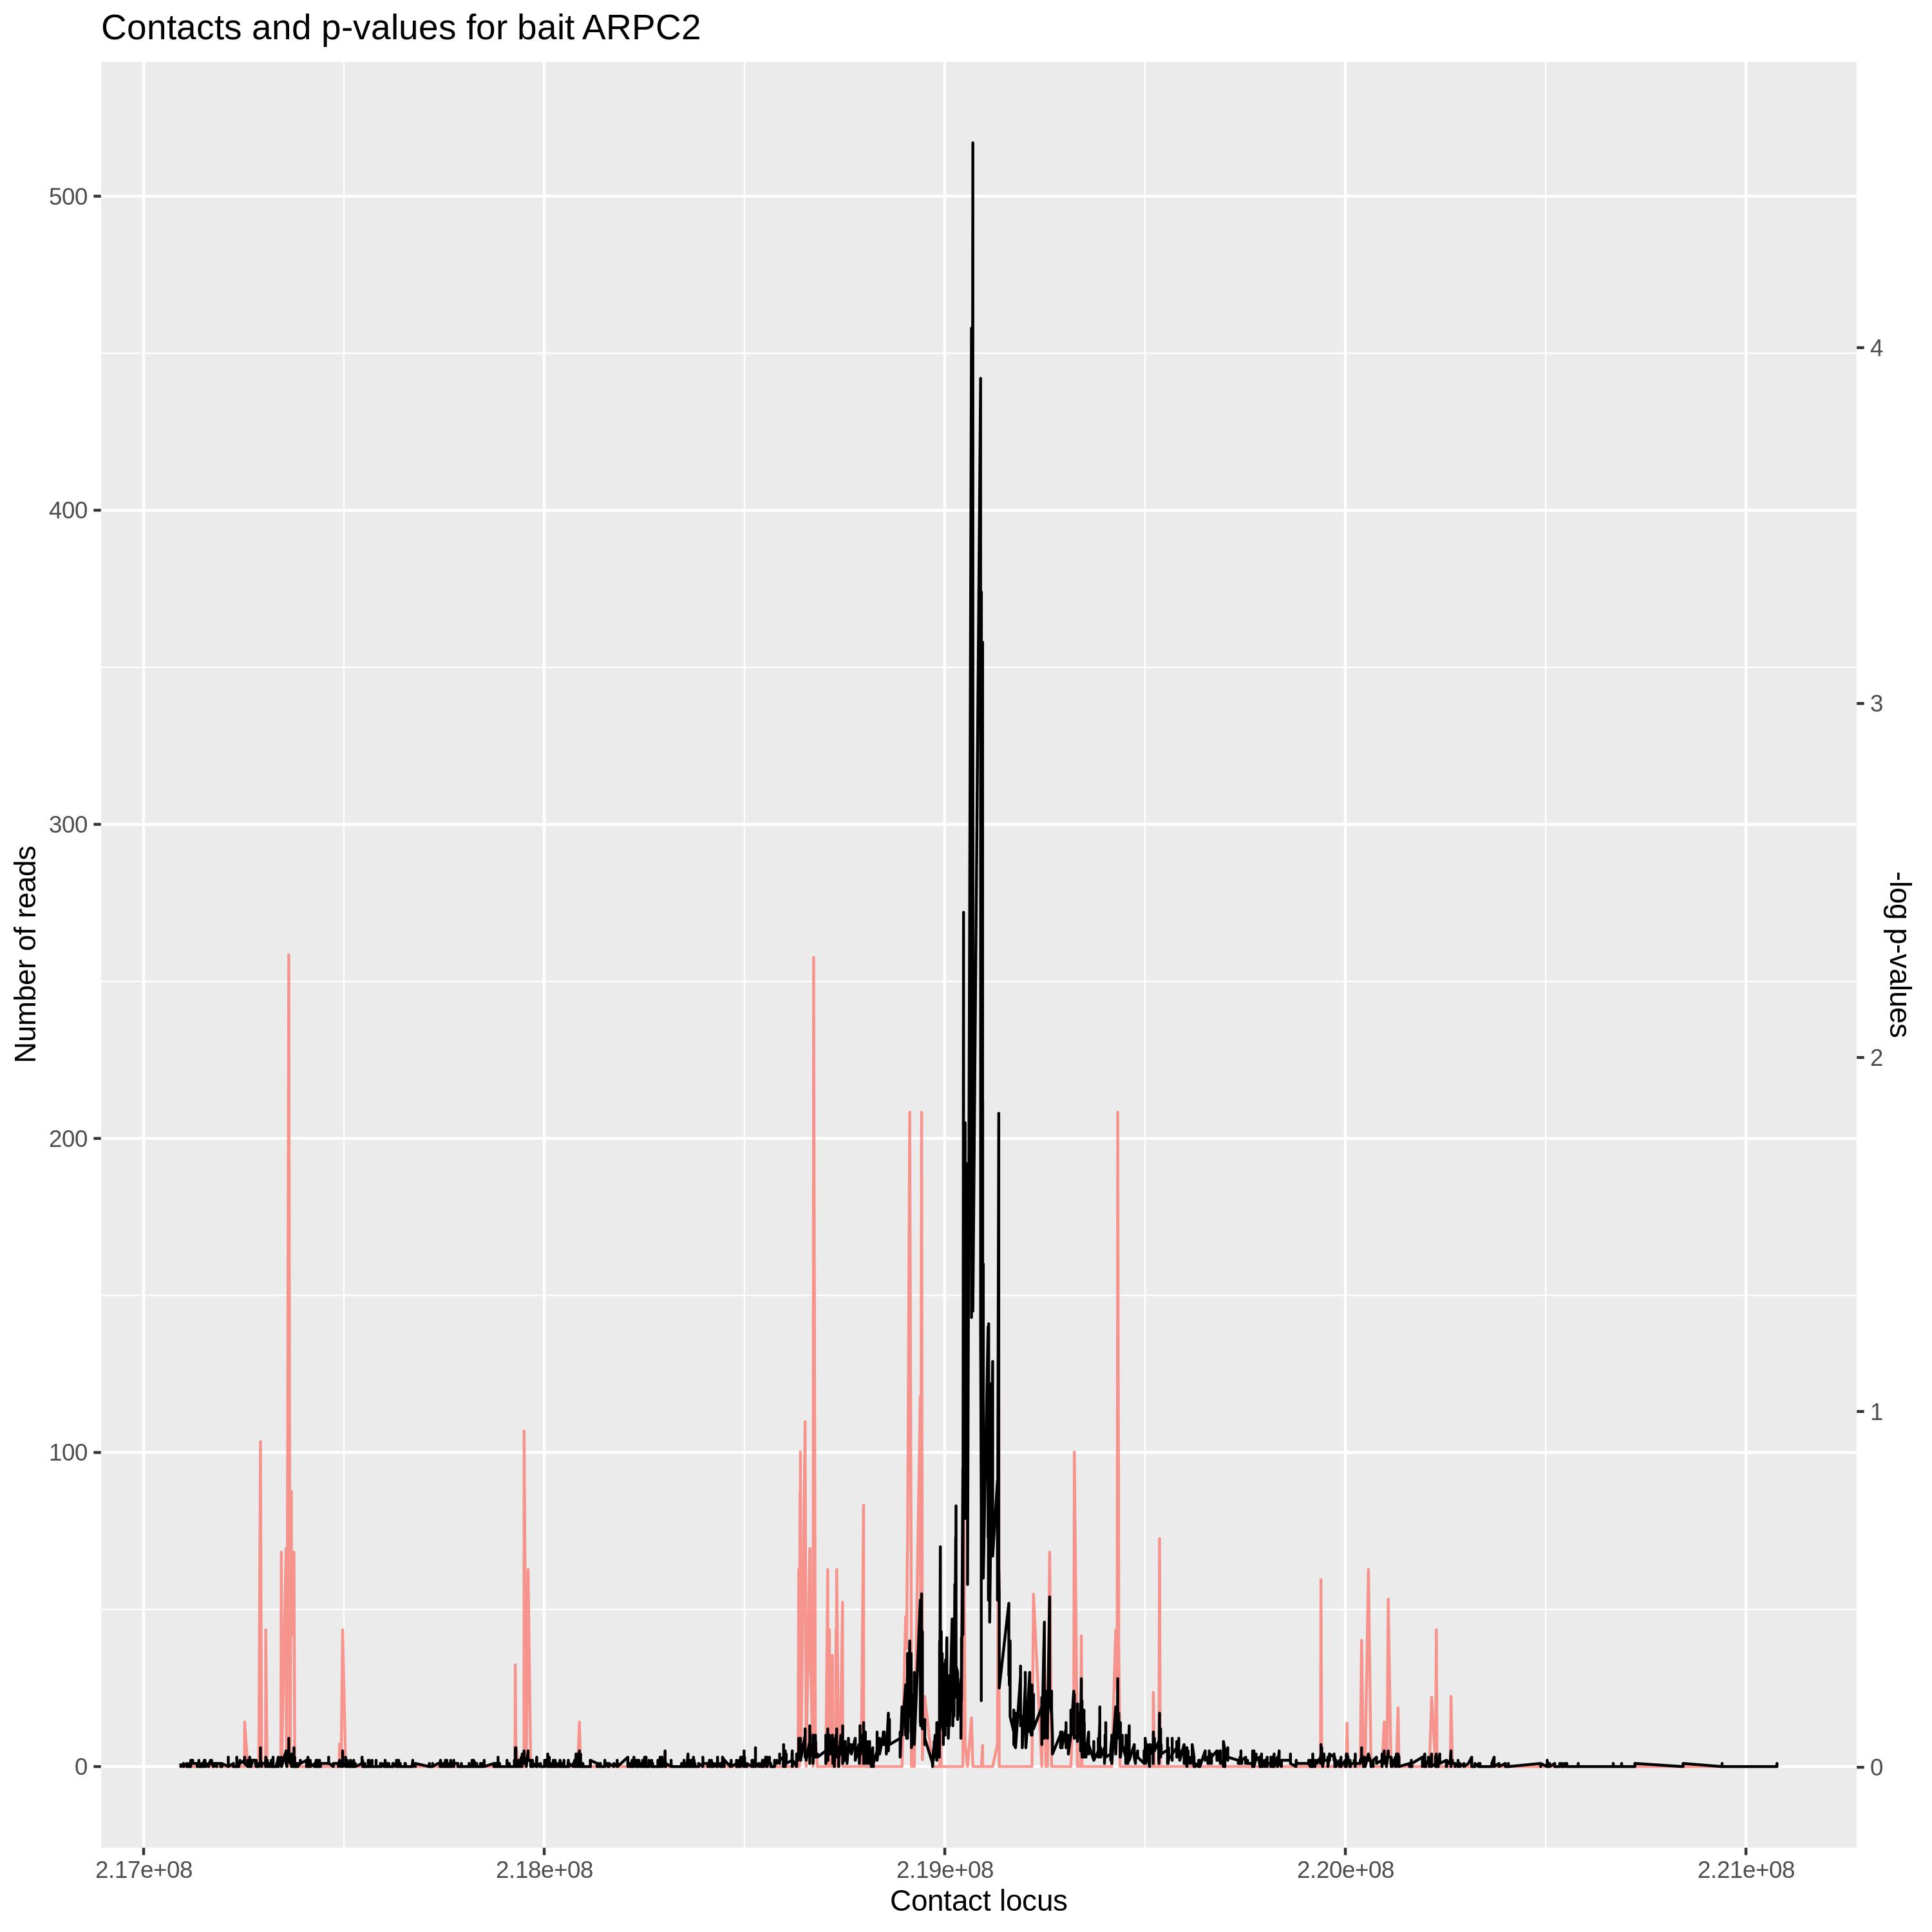 Contacts and p-values for bait ARPC2
Number of reads
500
400
300
200
100
0
4
3
2
1
0
-log p-values
2.17e+08 2.18e+08 2.19e+08 2.20e+08 2.21e+08
Contact locus